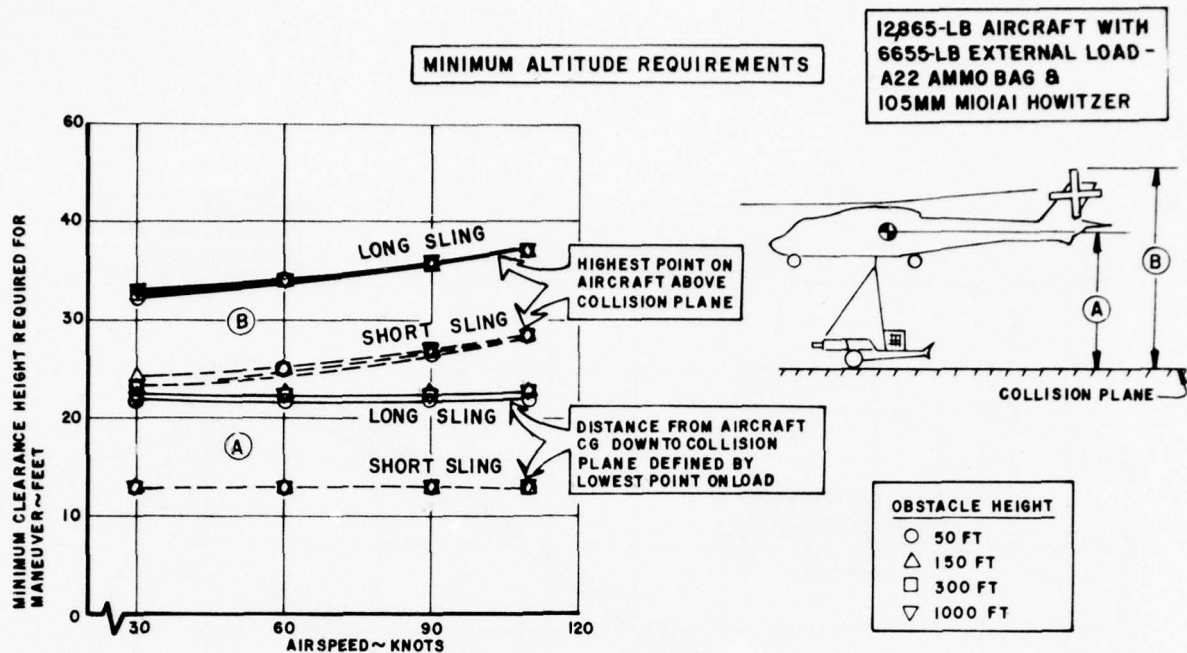 MINIMUM ALTITUDE REQUIREMENTS
12,865-LB AIRCRAFT WITH
6655-LB EXTERNAL LOAD -
A22 AMMO BAG &
105MM M101A1 HOWITZER
MINIMUM CLEARANCE HEIGHT REQUIRED FOR
MANEUVER~FEET
60
40
30
20
10
0
30
60
90
120
AIRSPEED~KNOTS
LONG SLING
B
SHORT SLING
LONG SLING
A
SHORT SLING
HIGHEST POINT ON
AIRCRAFT ABOVE
COLLISION PLANE
DISTANCE FROM AIRCRAFT
CG DOWN TO COLLISION
PLANE DEFINED BY
LOWEST POINT ON LOAD
B
A
COLLISION PLANE
OBSTACLE HEIGHT
50 FT
150 FT
300 FT
1000 FT